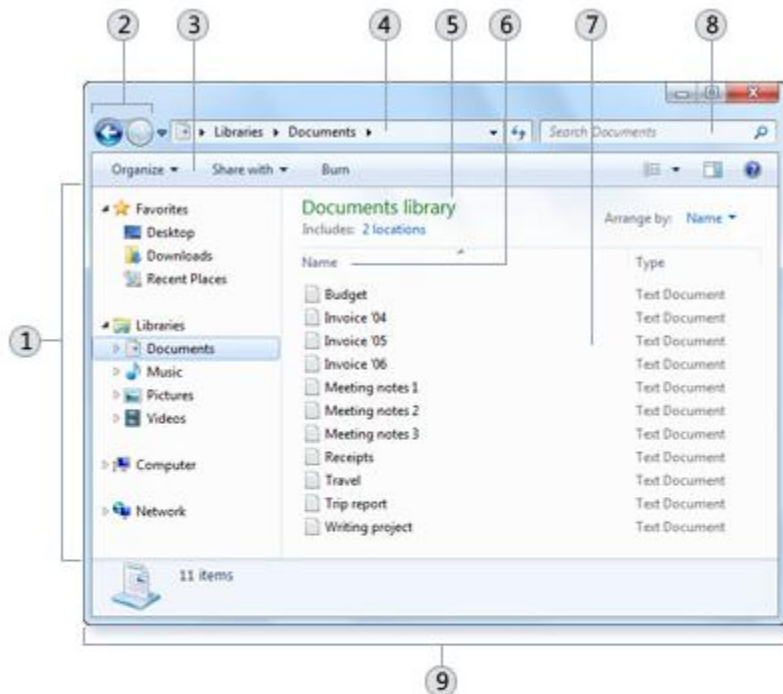 2 3 4 5 6 7 8
Libraries Documents Search Documents
Organize Share with Burn
Favorites
Desktop
Downloads
Recent Places
Libraries
Documents
Music
Pictures
Videos
Computer
Network
1
Documents library
Includes: 2 locations
Arrange by: Name
Name Type
Budget Text Document
Invoice '04 Text Document
Invoice '05 Text Document
Invoice '06 Text Document
Meeting notes 1 Text Document
Meeting notes 2 Text Document
Meeting notes 3 Text Document
Receipts Text Document
Travel Text Document
Trip report Text Document
Writing project Text Document
11 items
9